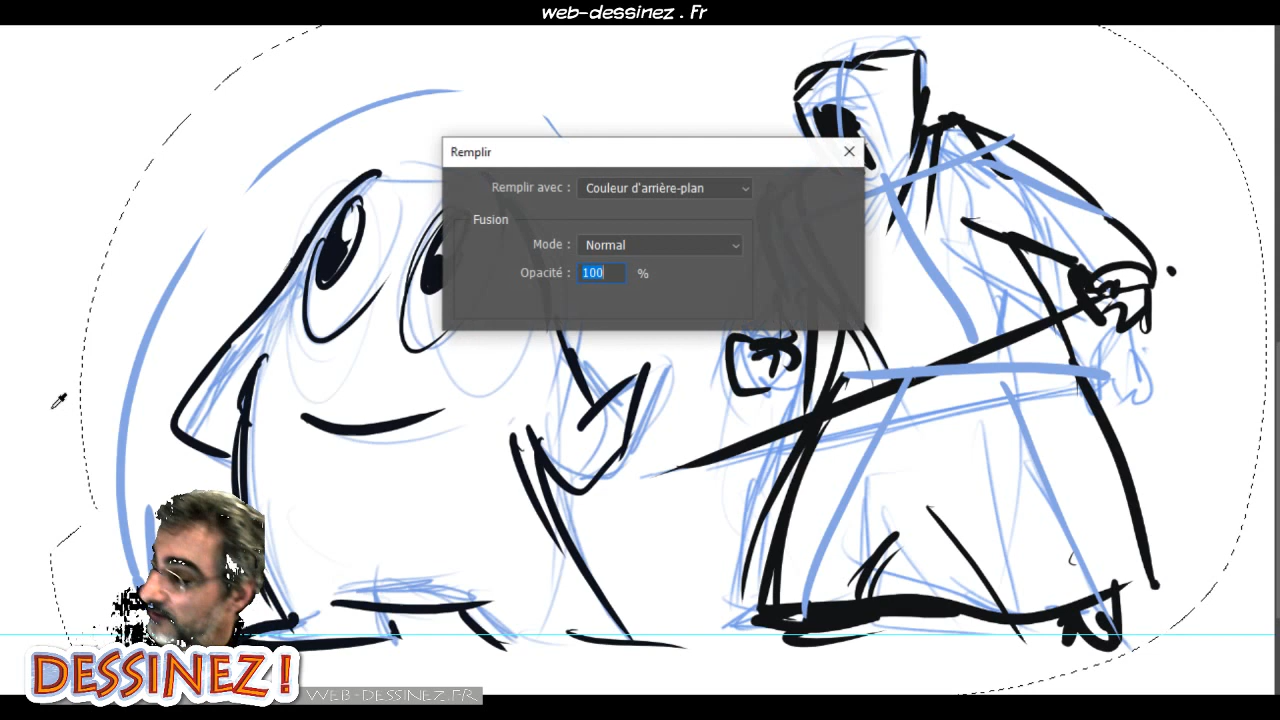 web-dessinez . Fr
Remplir
Remplir avec : Couleur d'arrière-plan
Fusion
Mode : Normal
Opacité : 100 %
DESSINEZ !
WEB-DESSINEZ.FR